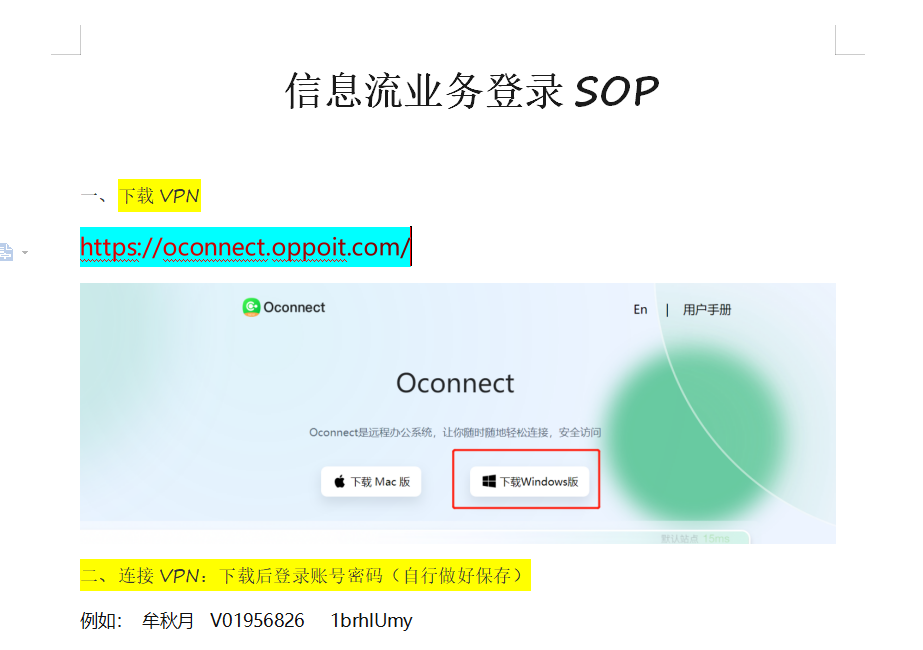 信息流业务登录 SOP
一、下载 VPN
https://oconnect.oppoit.com/
Oconnect
En | 用户手册
Oconnect
Oconnect是远程办公系统，让你随时随地轻松连接，安全访问
下载 Mac 版
下载Windows版
默认站点 15ms
二、连接 VPN：下载后登录账号密码（自行做好保存）
例如： 牟秋月 V01956826 1brhlUmy